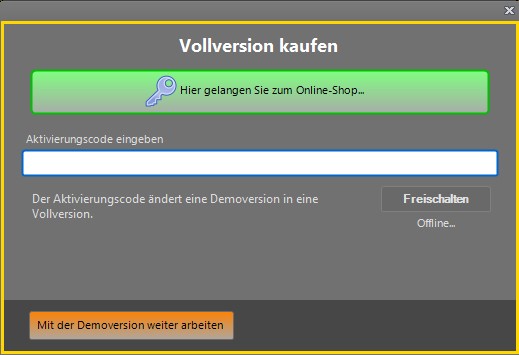 Vollversion kaufen
Hier gelangen Sie zum Online-Shop...
Aktivierungscode eingeben
Der Aktivierungscode ändert eine Demoversion in eine
Vollversion.
Freischalten
Offline...
Mit der Demoversion weiter arbeiten